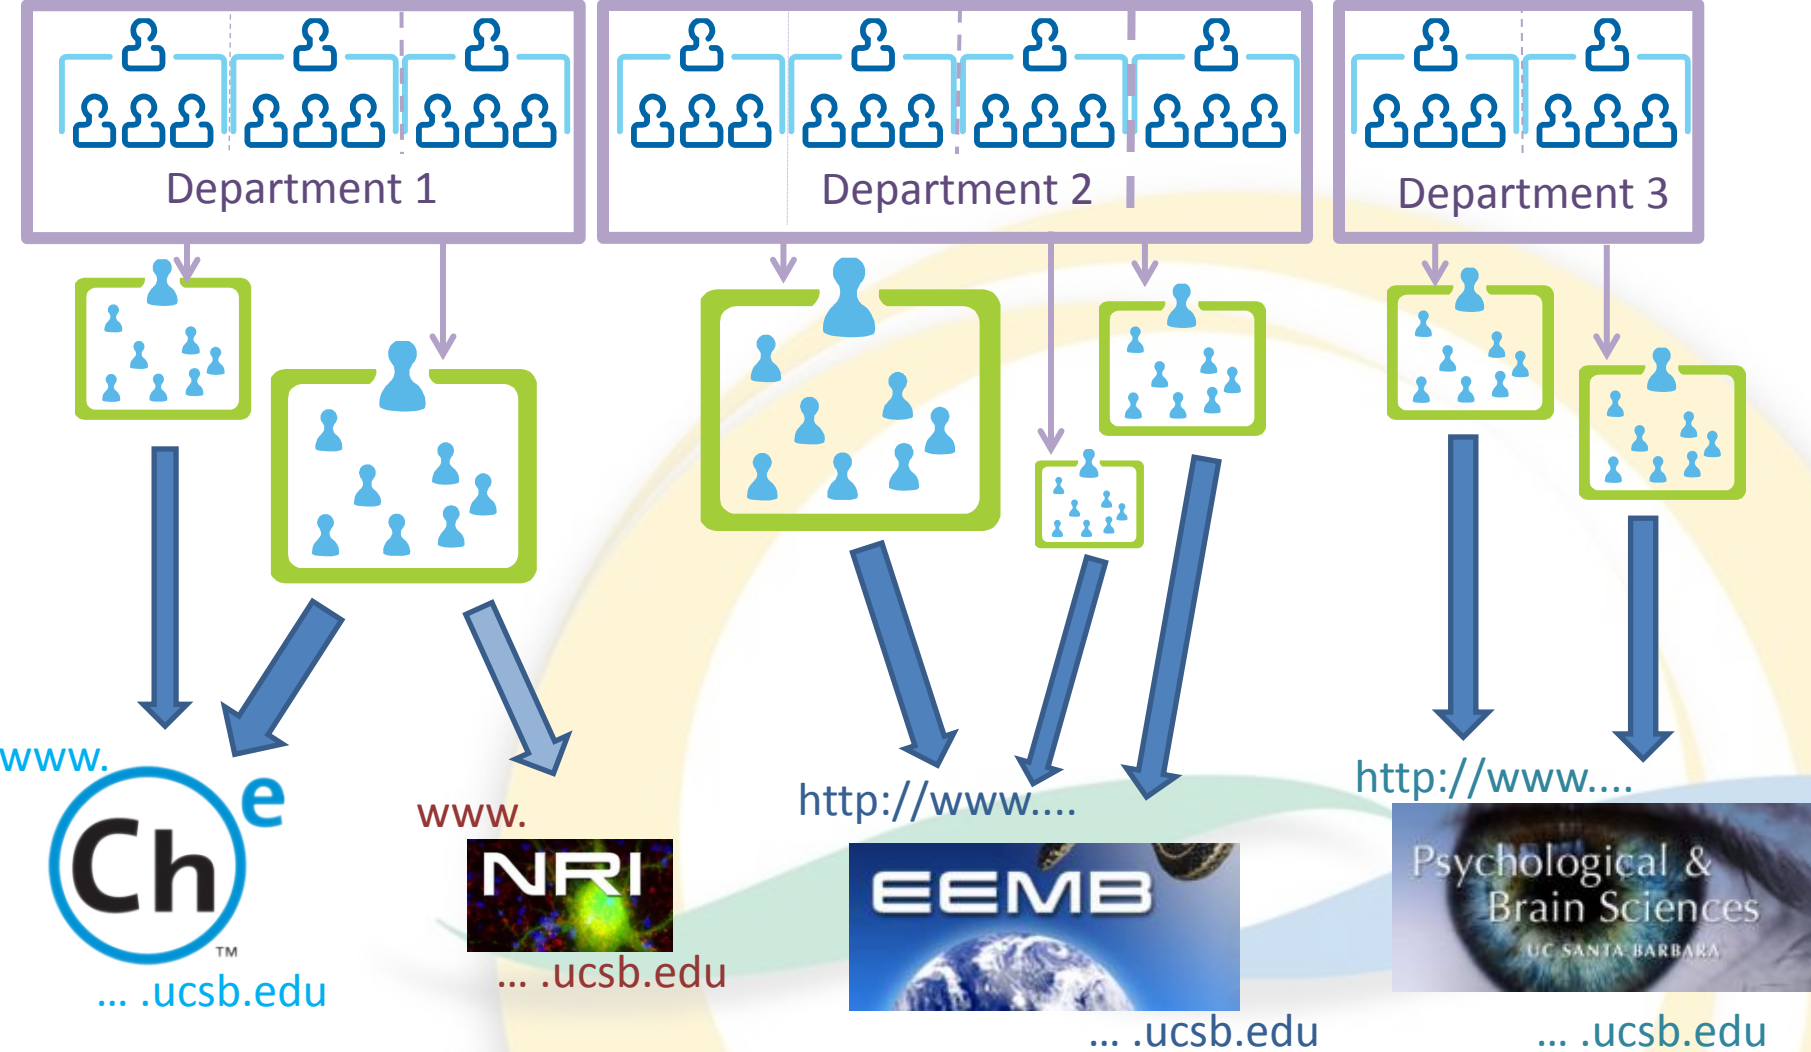 Department 1
Department 2
Department 3
www.
Ch e
TM
... .ucsb.edu
www.
NRI
... .ucsb.edu
http://www....
EEMB
... .ucsb.edu
http://www....
Psychological &
Brain Sciences
UC SANTA BARBARA
... .ucsb.edu